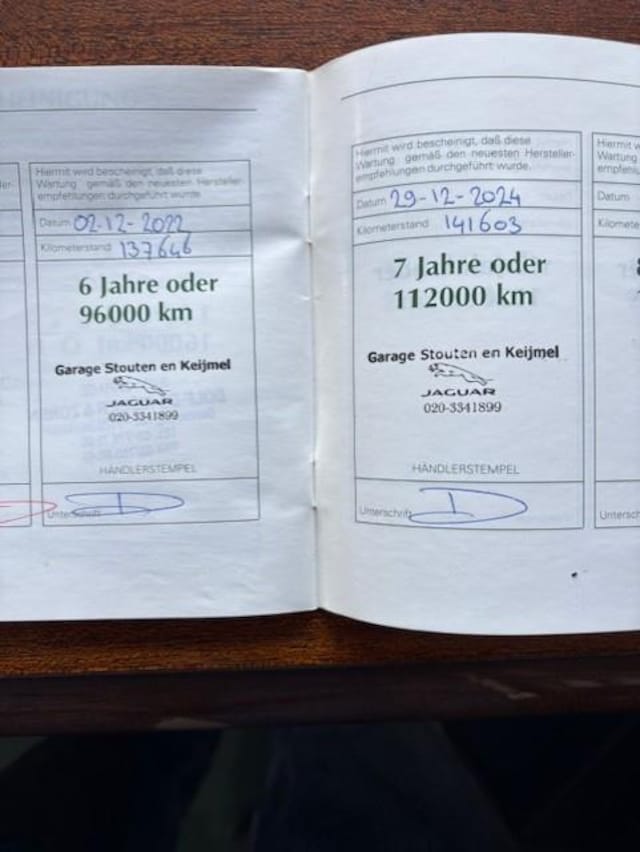 Hiermit wird bescheinigt, daß diese
Wartung gemäß den neuesten Hersteller-
empfehlungen durchgeführt wurde.
Datum 02-12-2022
Kilometerstand 137646
6 Jahre oder
96000 km
Garage Stouten en Keijmel
JAGUAR
020-3341899
HÄNDLERSTEMPEL
Unterschrift
Hiermit wird bescheinigt, daß diese
Wartung gemäß den neuesten Hersteller-
empfehlungen durchgeführt wurde.
Datum 29-12-2024
Kilometerstand 141603
7 Jahre oder
112000 km
Garage Stouten en Keijmel
JAGUAR
020-3341899
HÄNDLERSTEMPEL
Unterschrift
Datum